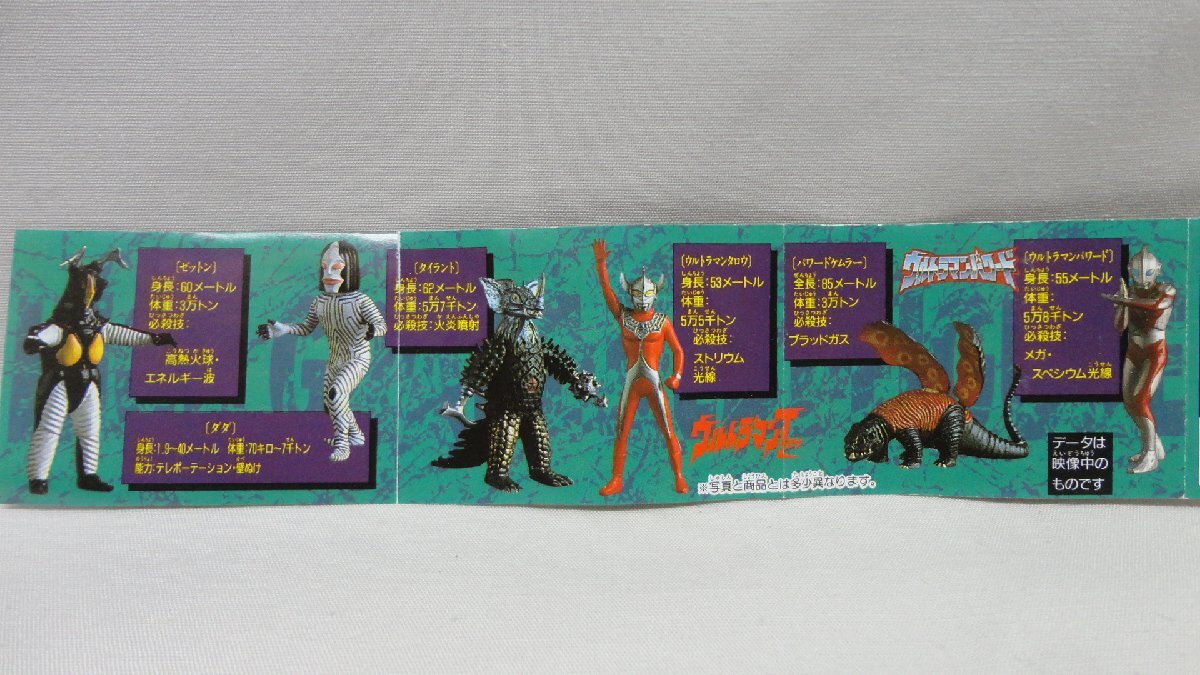 [ゼットン]
身長:60メートル
体重:3万トン
必殺技:
高熱火球・
エネルギー波
[ダダ]
身長:1.9〜40メートル 体重:70キロ〜7千トン
能力:テレポーテーション・壁ぬけ
[タイラント]
身長:62メートル
体重:5万7千トン
必殺技:火炎噴射
[ウルトラマンタロウ]
身長:53メートル
体重:
5万5千トン
必殺技:
ストリウム
光線
ウルトラマンT
※写真と商品とは多少異なります。
[パワードケムラー]
全長:85メートル
体重:3万トン
必殺技:
ブラッドガス
ウルトラマンパワード
[ウルトラマンパワード]
身長:55メートル
体重:
5万8千トン
必殺技:
メガ・
スペシウム光線
データは
映像中の
ものです